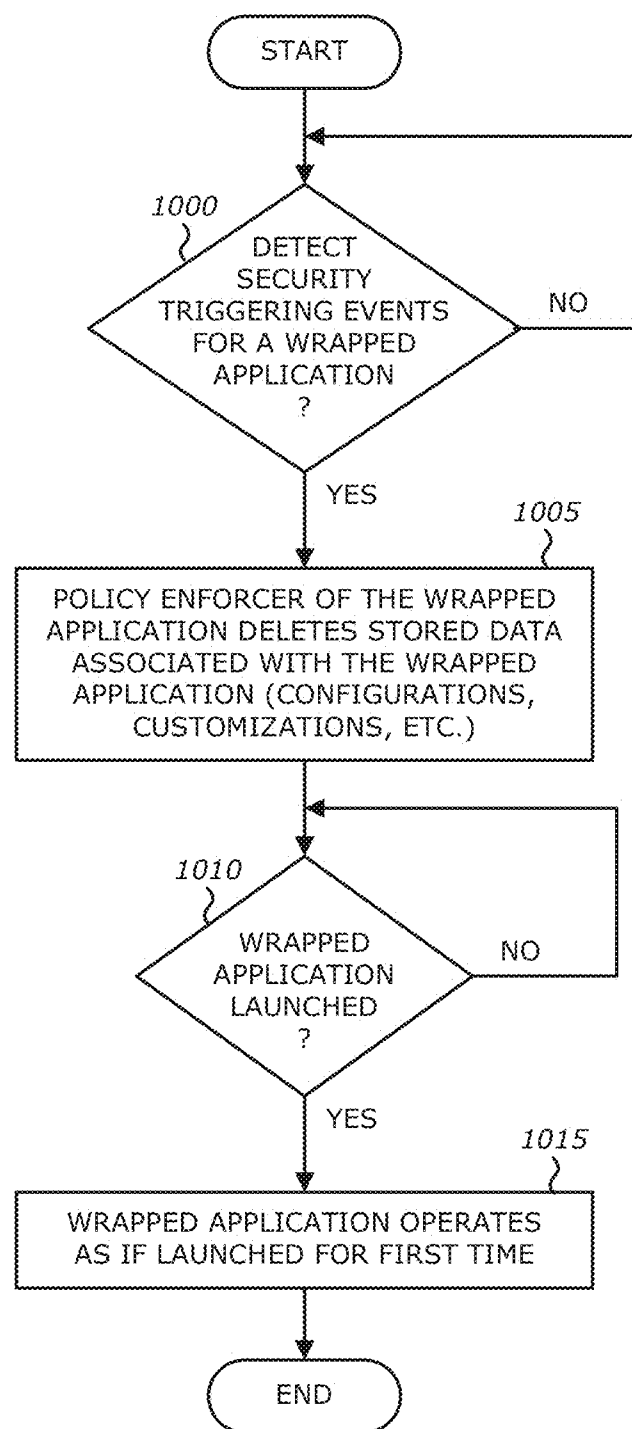 START
1000
DETECT
SECURITY
TRIGGERING EVENTS
FOR A WRAPPED
APPLICATION
?
NO
YES
1005
POLICY ENFORCER OF THE WRAPPED
APPLICATION DELETES STORED DATA
ASSOCIATED WITH THE WRAPPED
APPLICATION (CONFIGURATIONS,
CUSTOMIZATIONS, ETC.)
1010
WRAPPED
APPLICATION
LAUNCHED
?
NO
YES
1015
WRAPPED APPLICATION OPERATES
AS IF LAUNCHED FOR FIRST TIME
END